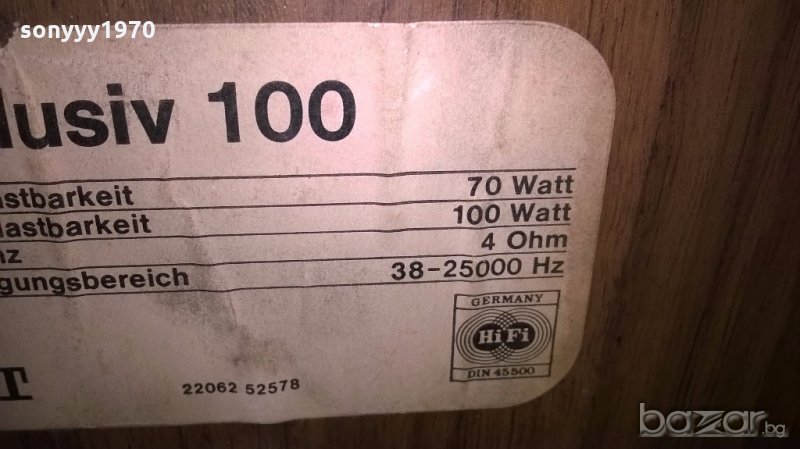 sonyyy1970
lusiv 100
astbarkeit 70 Watt
lastbarkeit 100 Watt
nz 4 Ohm
gungsbereich 38-25000 Hz
GERMANY
HiFi
DIN 45500
T
22062 52578
bazar.bg